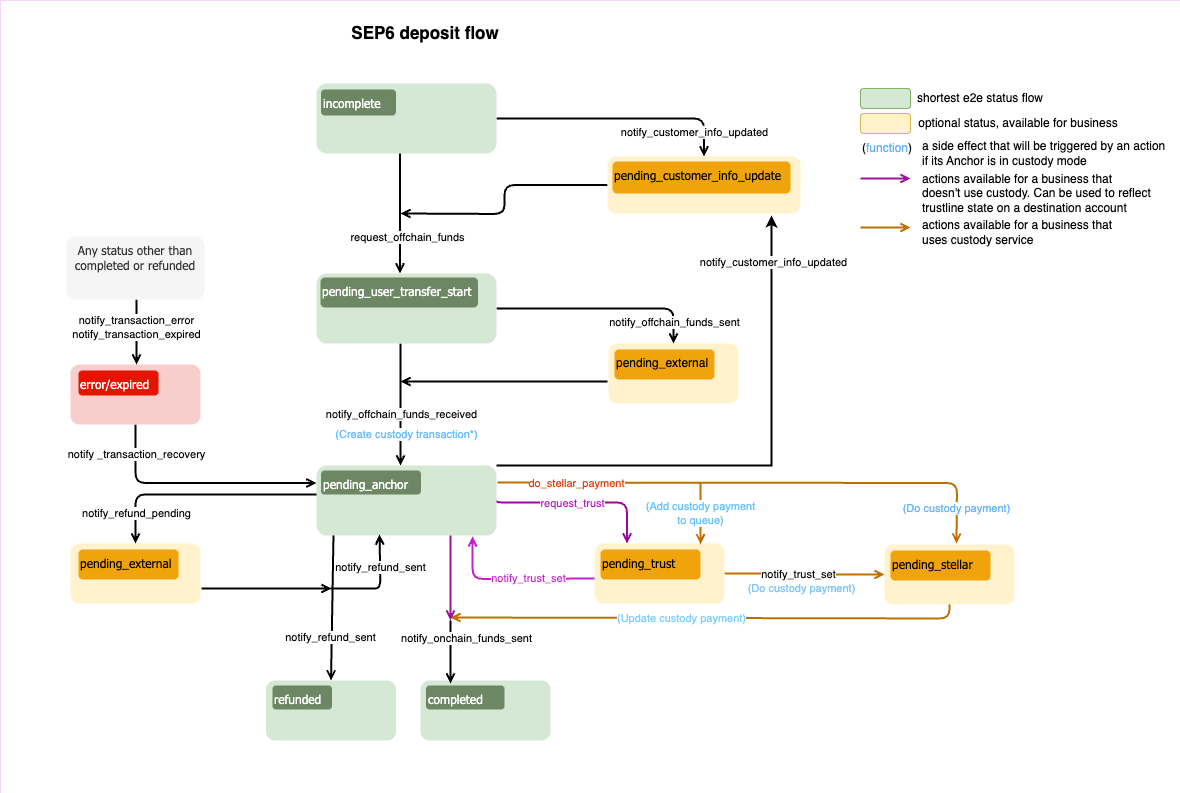 SEP6 deposit flow
incomplete
notify_customer_info_updated
pending_customer_info_update
request_offchain_funds
notify_customer_info_updated
shortest e2e status flow
optional status, available for business
(function)
a side effect that will be triggered by an action
if its Anchor is in custody mode
actions available for a business that
doesn't use custody. Can be used to reflect
trustline state on a destination account
actions available for a business that
uses custody service
Any status other than
completed or refunded
notify_transaction_error
notify_transaction_expired
error/expired
notify _transaction_recovery
pending_user_transfer_start
notify_offchain_funds_sent
pending_external
notify_offchain_funds_received
(Create custody transaction*)
pending_anchor
do_stellar_payment
request_trust
(Add custody payment
to queue)
(Do custody payment)
notify_refund_pending
pending_external
notify_refund_sent
notify_trust_set
pending_trust
notify_trust_set
(Do custody payment)
pending_stellar
(Update custody payment)
notify_refund_sent
notify_onchain_funds_sent
refunded
completed